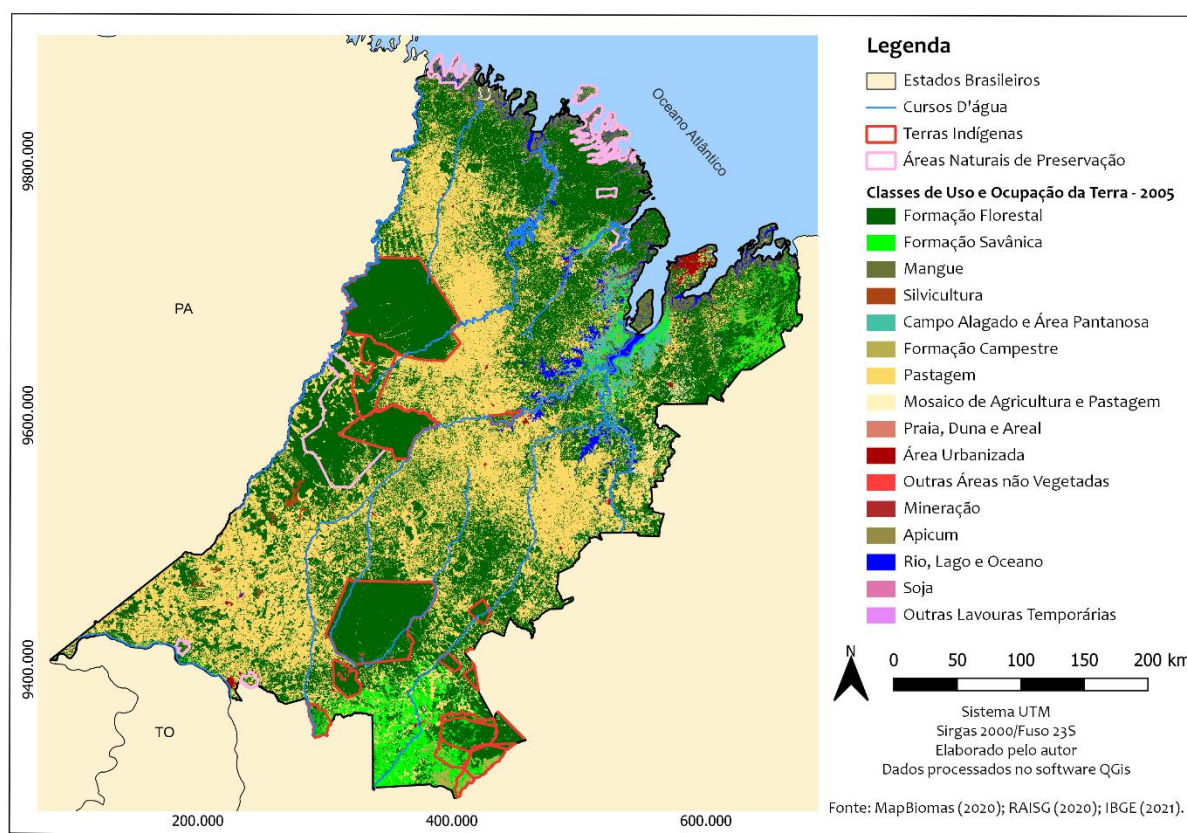 Legenda
Estados Brasileiros
Cursos D'água
Terras Indígenas
Áreas Naturais de Preservação
Classes de Uso e Ocupação da Terra - 2005
Formação Florestal
Formação Savânica
Mangue
Silvicultura
Campo Alagado e Área Pantanosa
Formação Campestre
Pastagem
Mosaico de Agricultura e Pastagem
Praia, Duna e Areal
Área Urbanizada
Outras Áreas não Vegetadas
Mineração
Apicum
Rio, Lago e Oceano
Soja
Outras Lavouras Temporárias
N
0 50 100 150 200 km
Sistema UTM
Sirgas 2000/Fuso 23S
Elaborado pelo autor
Dados processados no software QGis
Fonte: MapBiomas (2020); RAISG (2020); IBGE (2021).
Oceano Atlântico
PA
TO
9800.000
9600.000
9400.000
200.000 400.000 600.000